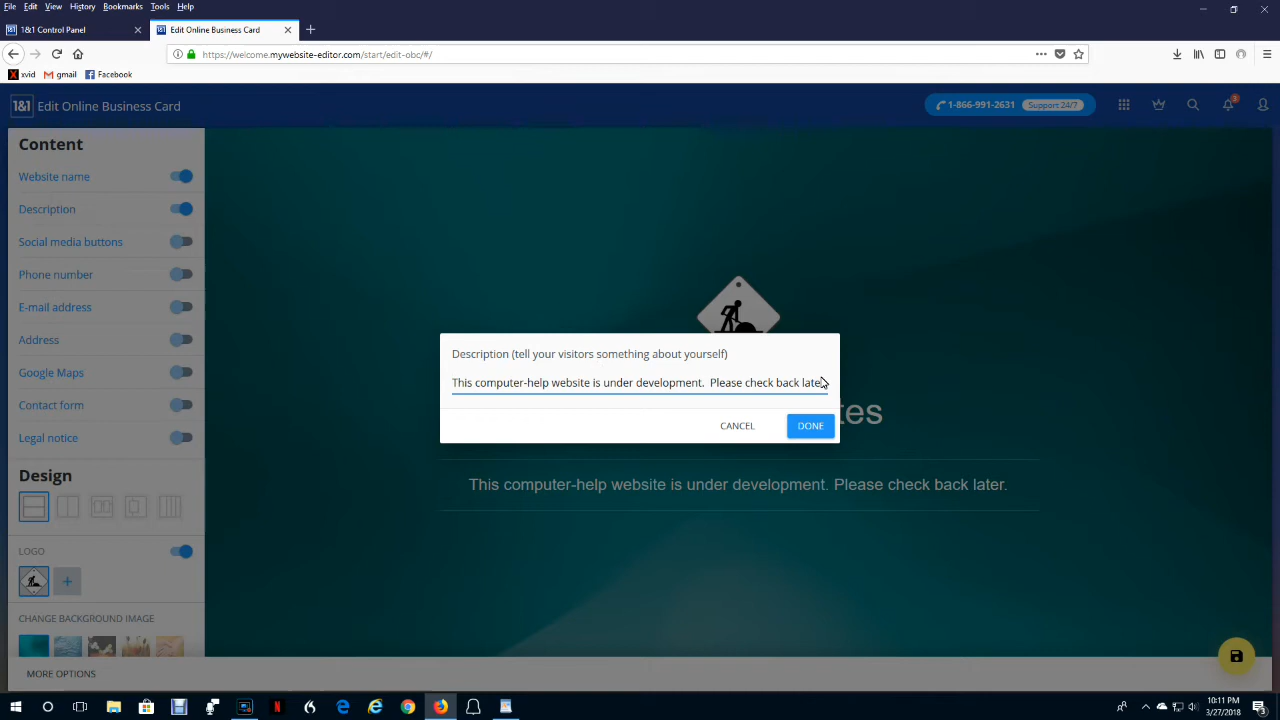 File Edit View History Bookmarks Tools Help
1&1 Control Panel
Edit Online Business Card
https://welcome.mywebsite-editor.com/start/edit-obc/#/
xvid gmail Facebook
1&1 Edit Online Business Card
1-866-991-2631 Support 24/7
3
Content
Website name
Description
Social media buttons
Phone number
E-mail address
Address
Google Maps
Contact form
Legal notice
Design
LOGO
CHANGE BACKGROUND IMAGE
MORE OPTIONS
Description (tell your visitors something about yourself)
This computer-help website is under development. Please check back later.
CANCEL DONE
This computer-help website is under development. Please check back later.
10:11 PM
3/27/2018
3